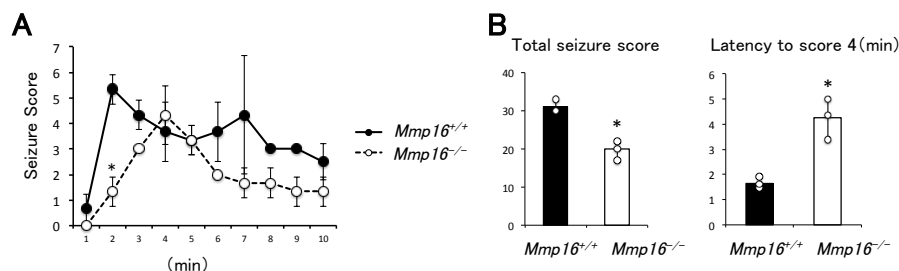 A
7
6
5
4
3
2
1
0
Seizure Score
*
1 2 3 4 5 6 7 8 9 10
(min)
Mmp16+/+
Mmp16−/−
B
Total seizure score
40
30
20
10
0
*
Mmp16+/+ Mmp16−/−
Latency to score 4(min)
6
5
4
3
2
1
0
*
Mmp16+/+ Mmp16−/−